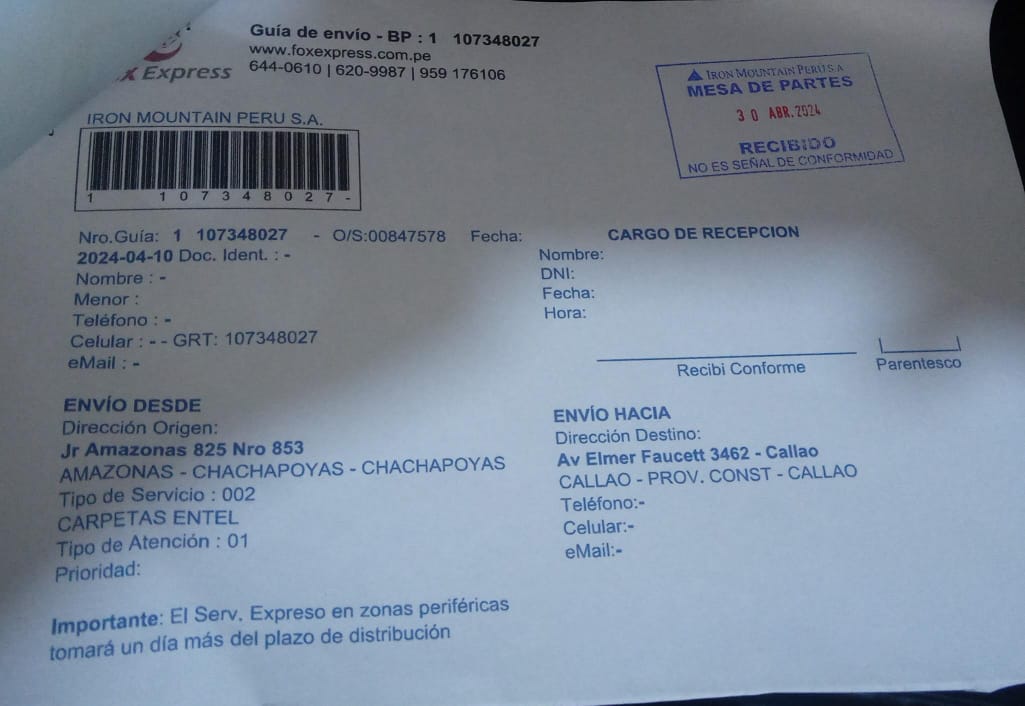 Guía de envío - BP : 1 107348027
www.foxexpress.com.pe
644-0610 | 620-9987 | 959 176106
x Express
IRON MOUNTAIN PERU S.A
MESA DE PARTES
30 ABR.2024
RECIBIDO
NO ES SEÑAL DE CONFORMIDAD
IRON MOUNTAIN PERU S.A.
1 107348027-
Nro.Guía: 1 107348027 - O/S:00847578 Fecha:
2024-04-10 Doc. Ident. : -
Nombre : -
Menor :
Teléfono : -
Celular : - - GRT: 107348027
eMail : -
CARGO DE RECEPCION
Nombre:
DNI:
Fecha:
Hora:
Recibi Conforme
Parentesco
ENVÍO DESDE
Dirección Origen:
Jr Amazonas 825 Nro 853
AMAZONAS - CHACHAPOYAS - CHACHAPOYAS
Tipo de Servicio : 002
CARPETAS ENTEL
Tipo de Atención : 01
Prioridad:
ENVÍO HACIA
Dirección Destino:
Av Elmer Faucett 3462 - Callao
CALLAO - PROV. CONST - CALLAO
Teléfono:-
Celular:-
eMail:-
Importante: El Serv. Expreso en zonas periféricas
tomará un día más del plazo de distribución